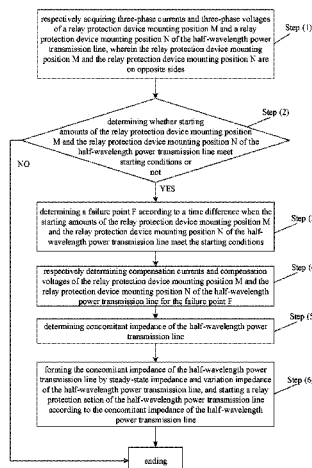 respectively acquiring three-phase currents and three-phase voltages
of a relay protection device mounting position M and a relay
protection device mounting position N of the half-wavelength power
transmission line, wherein the relay protection device mounting
position M and the relay protection device mounting position N are
on opposite sides
Step (1)
Step (2)
determining whether starting
amounts of the relay protection device mounting position
M and the relay protection device mounting position N of the
half-wavelength power transmission line meet
starting conditions or
not
NO
YES
determining a failure point F according to a time difference when the
starting amounts of the relay protection device mounting position M
and the relay protection device mounting position N of the half-
wavelength power transmission line meet the starting conditions
Step (3
respectively determining compensation currents and compensation
voltages of the relay protection device mounting position M and the
relay protection device mounting position N of the half-wavelength
power transmission line for the failure point F
Step (4
determining concomitant impedance of the half-wavelength power
transmission line
Step (5
forming the concomitant impedance of the half-wavelength power
transmission line by steady-state impedance and variation impedance
of the half-wavelength power transmission line, and starting a relay
protection action of the half-wavelength power transmission line
according to the concomitant impedance of the half-wavelength
power transmission line
Step (6
ending